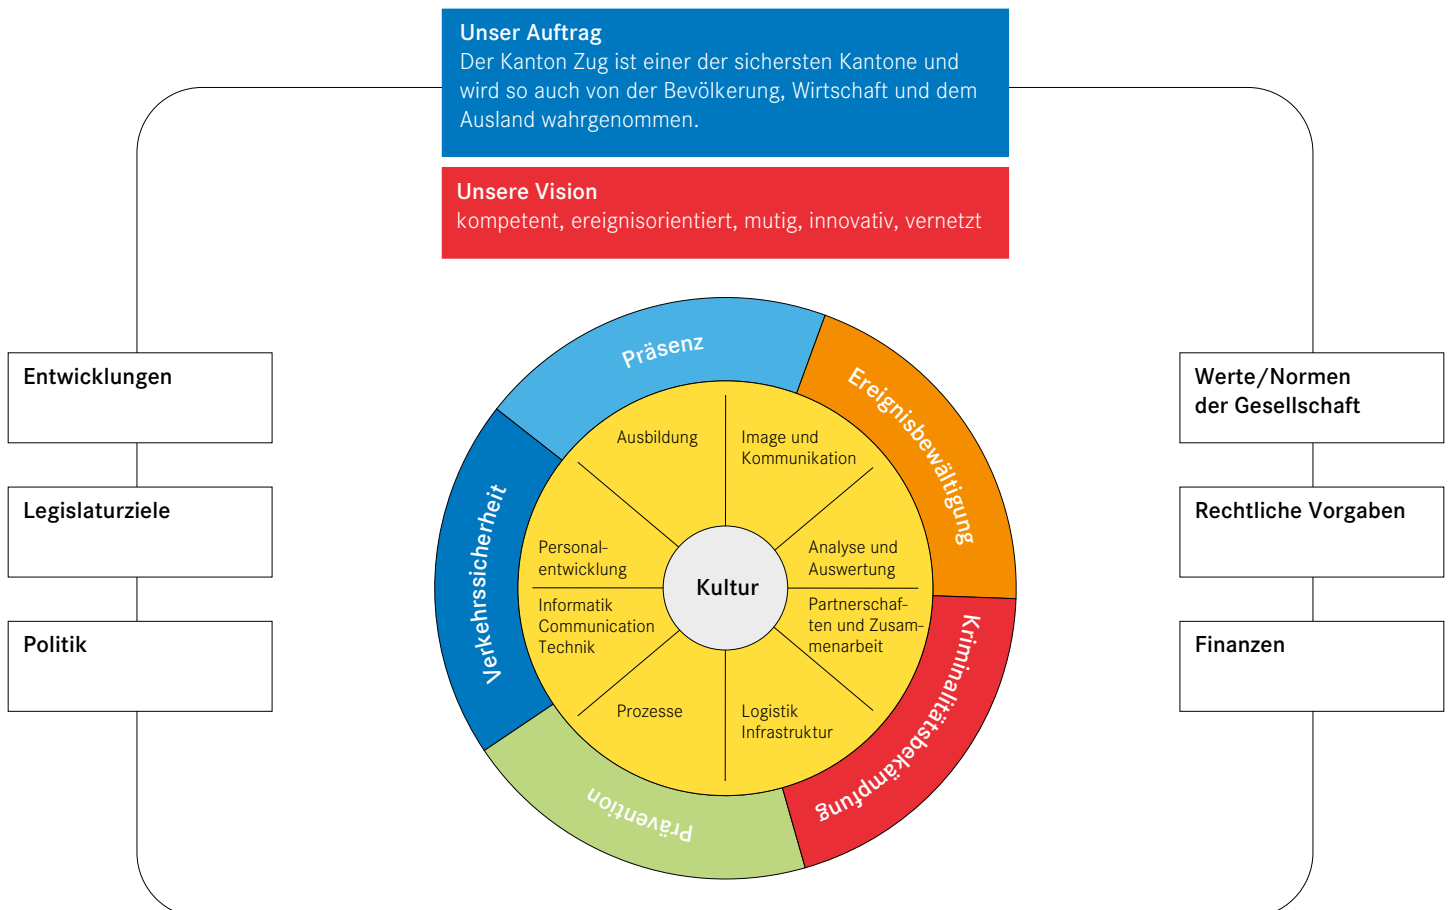 Unser Auftrag
Der Kanton Zug ist einer der sichersten Kantone und
wird so auch von der Bevölkerung, Wirtschaft und dem
Ausland wahrgenommen.
Unsere Vision
kompetent, ereignisorientiert, mutig, innovativ, vernetzt
Entwicklungen
Legislaturziele
Politik
Präsenz
Ereignisbewältigung
Kriminalitätsbekämpfung
Prävention
Verkehrssicherheit
Ausbildung
Image und
Kommunikation
Analyse und
Auswertung
Partnerschaf-
ten und Zusam-
menarbeit
Logistik
Infrastruktur
Prozesse
Informatik
Communication
Technik
Personal-
entwicklung
Kultur
Werte/Normen
der Gesellschaft
Rechtliche Vorgaben
Finanzen